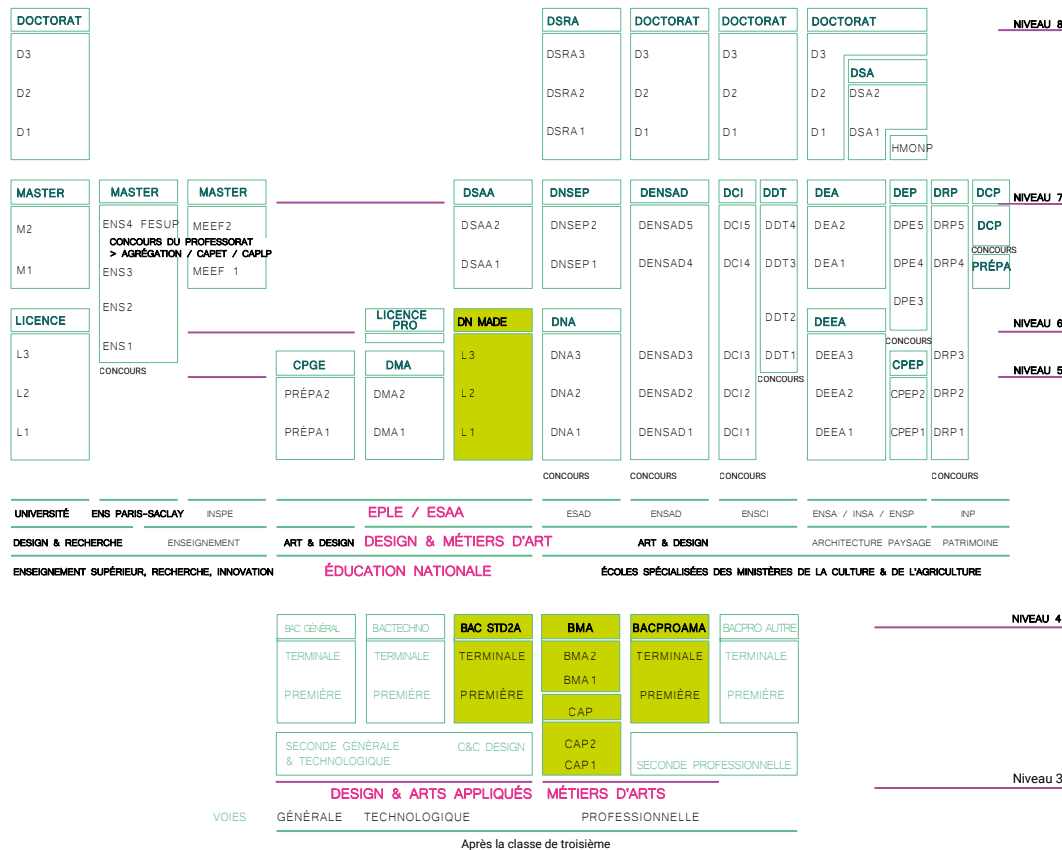 DOCTORAT DSRA DOCTORAT DOCTORAT DOCTORAT NIVEAU 8
D3 DSRA3 D3 D3 D3
DSA
D2 DSRA2 D2 D2 D2 DSA2
D1 DSRA1 D1 D1 D1 DSA1
HMONP
MASTER MASTER MASTER DSAA DNSEP DENSAD DCI DDT DEA DEP DRP DCP NIVEAU 7
M2 ENS4 FESUP MEEF2 DSAA2 DNSEP2 DENSAD5 DCI5 DDT4 DEA2 DPE5 DRP5 DCP
CONCOURS DU PROFESSORAT
> AGRÉGATION / CAPET / CAPLP
CONCOURS
M1 ENS3 MEEF 1 DSAA1 DNSEP1 DENSAD4 DCI4 DDT3 DEA1 DPE4 DRP4 PRÉPA
ENS2 DPE3
LICENCE LICENCE PRO DN MADE DNA DDT2 DEEA NIVEAU 6
ENS1 CONCOURS
L3 L3 DNA3 DENSAD3 DCI3 DDT1 DEEA3 DRP3
CONCOURS CPGE DMA CONCOURS CPEP NIVEAU 5
L2 PRÉPA2 DMA2 L2 DNA2 DENSAD2 DCI2 DEEA2 CPEP2 DRP2
L1 PRÉPA1 DMA1 L1 DNA1 DENSAD1 DCI1 DEEA1 CPEP1 DRP1
CONCOURS CONCOURS CONCOURS CONCOURS
UNIVERSITÉ ENS PARIS-SACLAY INSPE EPLE / ESAA ESAD ENSAD ENSCI ENSA / INSA / ENSP INP
DESIGN & RECHERCHE ENSEIGNEMENT ART & DESIGN DESIGN & MÉTIERS D'ART ART & DESIGN ARCHITECTURE PAYSAGE PATRIMOINE
ENSEIGNEMENT SUPÉRIEUR, RECHERCHE, INNOVATION ÉDUCATION NATIONALE ÉCOLES SPÉCIALISÉES DES MINISTÈRES DE LA CULTURE & DE L'AGRICULTURE
NIVEAU 4
BAC GÉNÉRAL BACTECHNO BAC STD2A BMA BACPROAMA BACPRO AUTRE
TERMINALE TERMINALE TERMINALE BMA2 TERMINALE TERMINALE
BMA1
PREMIÈRE PREMIÈRE PREMIÈRE PREMIÈRE PREMIÈRE
CAP
SECONDE GÉNÉRALE C&C DESIGN CAP2
& TECHNOLOGIQUE CAP1 SECONDE PROFESSIONNELLE
Niveau 3
DESIGN & ARTS APPLIQUÉS MÉTIERS D'ARTS
VOIES GÉNÉRALE TECHNOLOGIQUE PROFESSIONNELLE
Après la classe de troisième